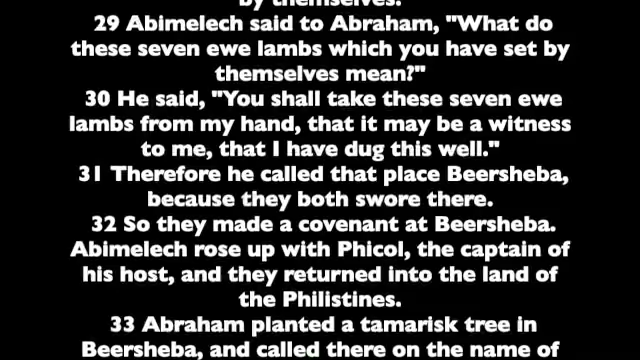 by themselves.
29 Abimelech said to Abraham, "What do
these seven ewe lambs which you have set by
themselves mean?"
30 He said, "You shall take these seven ewe
lambs from my hand, that it may be a witness
to me, that I have dug this well."
31 Therefore he called that place Beersheba,
because they both swore there.
32 So they made a covenant at Beersheba.
Abimelech rose up with Phicol, the captain of
his host, and they returned into the land of
the Philistines.
33 Abraham planted a tamarisk tree in
Beersheba, and called there on the name of